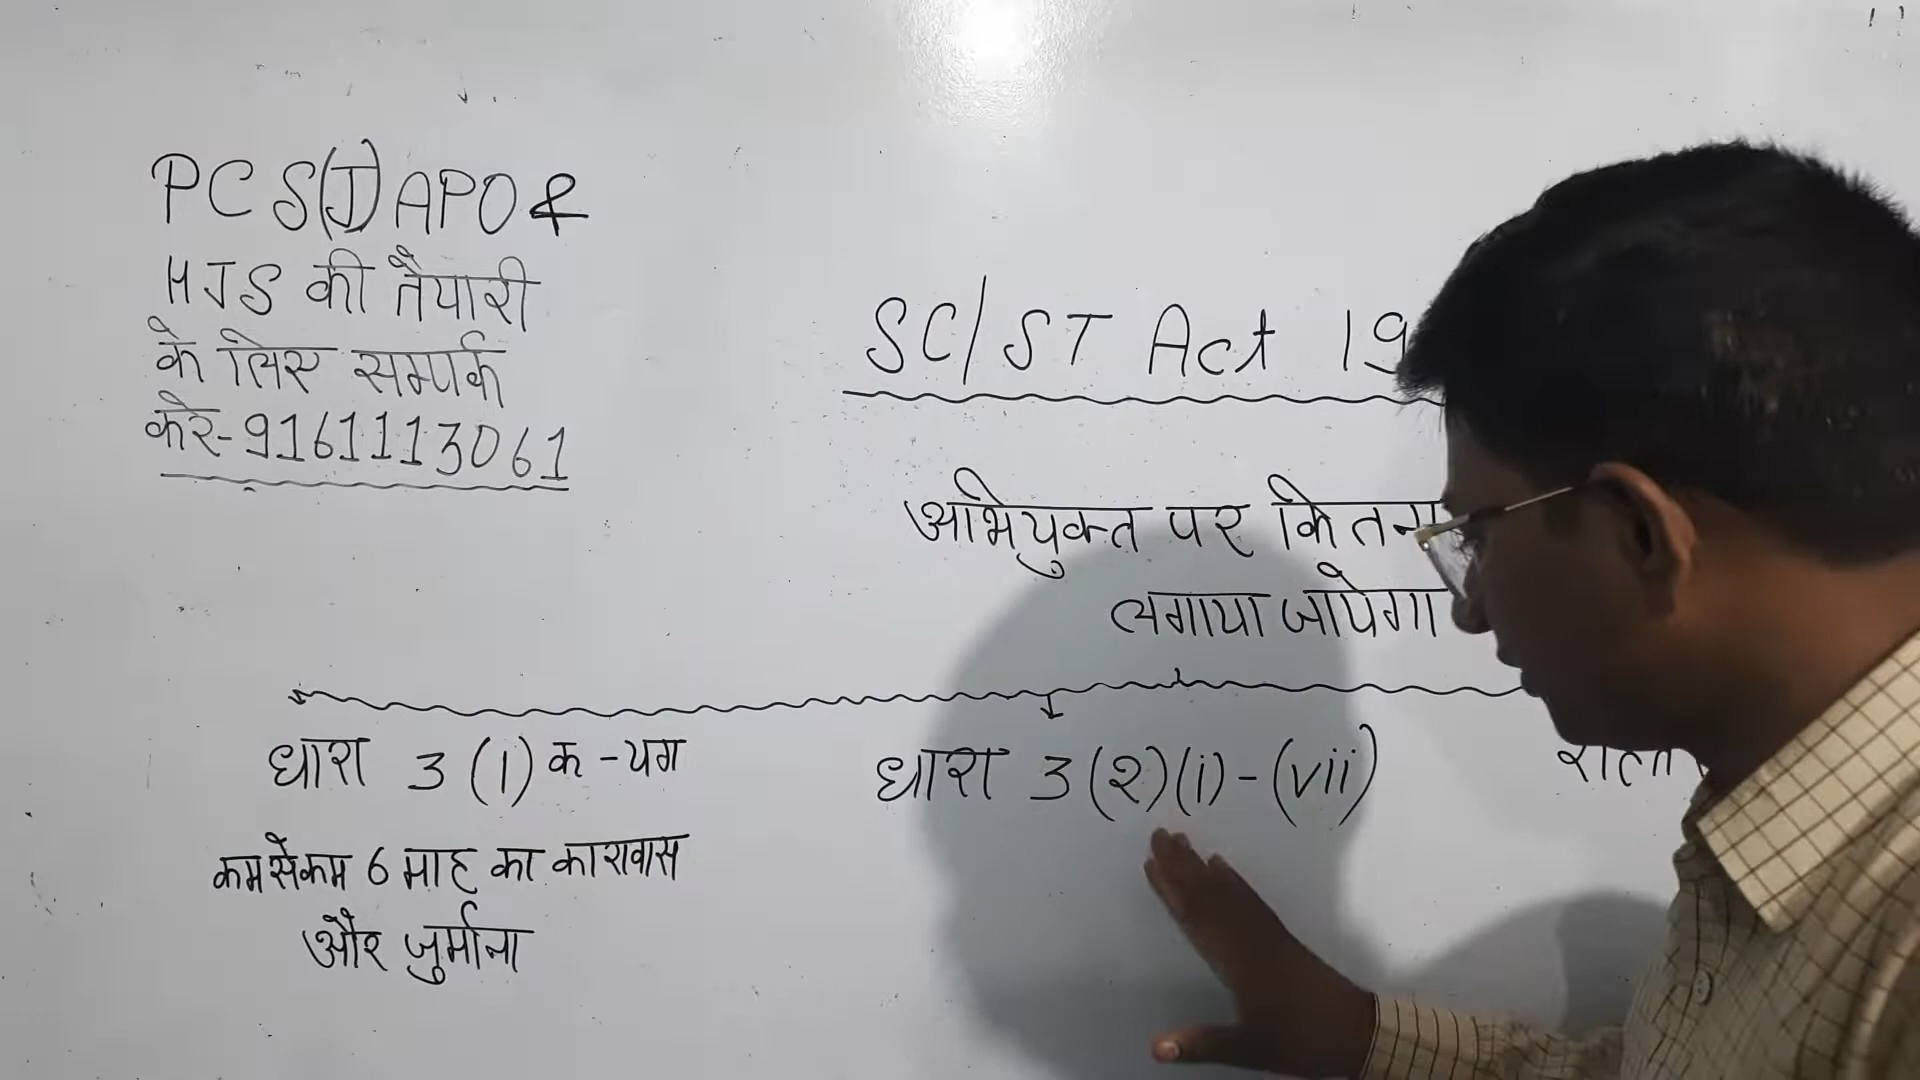 PCS(J) APO &
HJS की तैयारी
के लिए सम्पर्क
करे-9161113061
SC/ST Act 19
अभियुक्त पर कितना
लगाया जायेगा
धारा 3(1) क-यग
कम से कम 6 माह का कारावास
और जुर्माना
धारा 3(2)(i)-(vii)